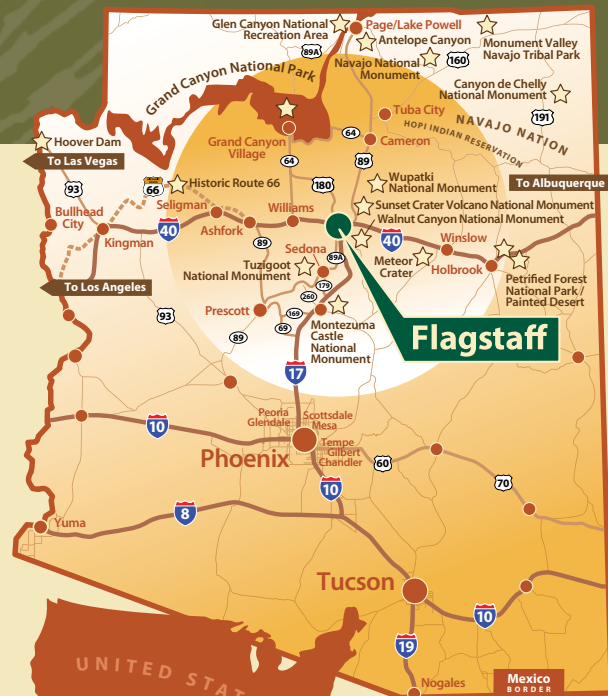 Glen Canyon National
Recreation Area
Page/Lake Powell
89A
Antelope Canyon
Monument Valley
Navajo Tribal Park
Navajo National
Monument
160
Grand Canyon National Park
Canyon de Chelly
National Monument
191
Tuba City
NAVAJO NATION
HOPI INDIAN RESERVATION
Hoover Dam
To Las Vegas
Grand Canyon
Village
64
Cameron
64
89
93
66
Historic Route 66
180
Wupatki
National Monument
To Albuquerque
Bullhead
City
Seligman
Williams
Sunset Crater Volcano National Monument
Walnut Canyon National Monument
Kingman
40
Ashfork
89
40
Winslow
Sedona
89A
Meteor
Crater
Holbrook
Tuzigoot
National Monument
Petrified Forest
National Park /
Painted Desert
To Los Angeles
179
260
93
Prescott
169
69
89
Montezuma
Castle
National
Monument
Flagstaff
17
Peoria
Glendale
Scottsdale
Mesa
10
Phoenix
Tempe
Gilbert
Chandler
60
70
10
8
Yuma
Tucson
10
19
UNITED STAT
Nogales
Mexico
BORDER